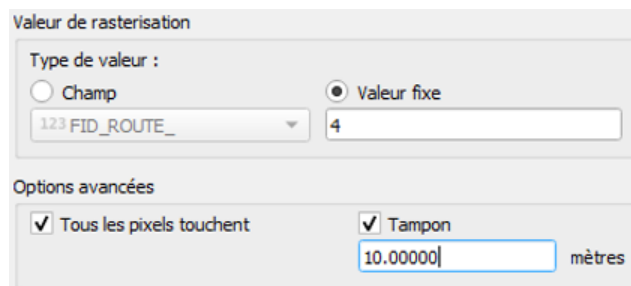 Valeur de rasterisation
Type de valeur :
Champ
Valeur fixe
123 FID_ROUTE_
4
Options avancées
Tous les pixels touchent
Tampon
10.00000
mètres